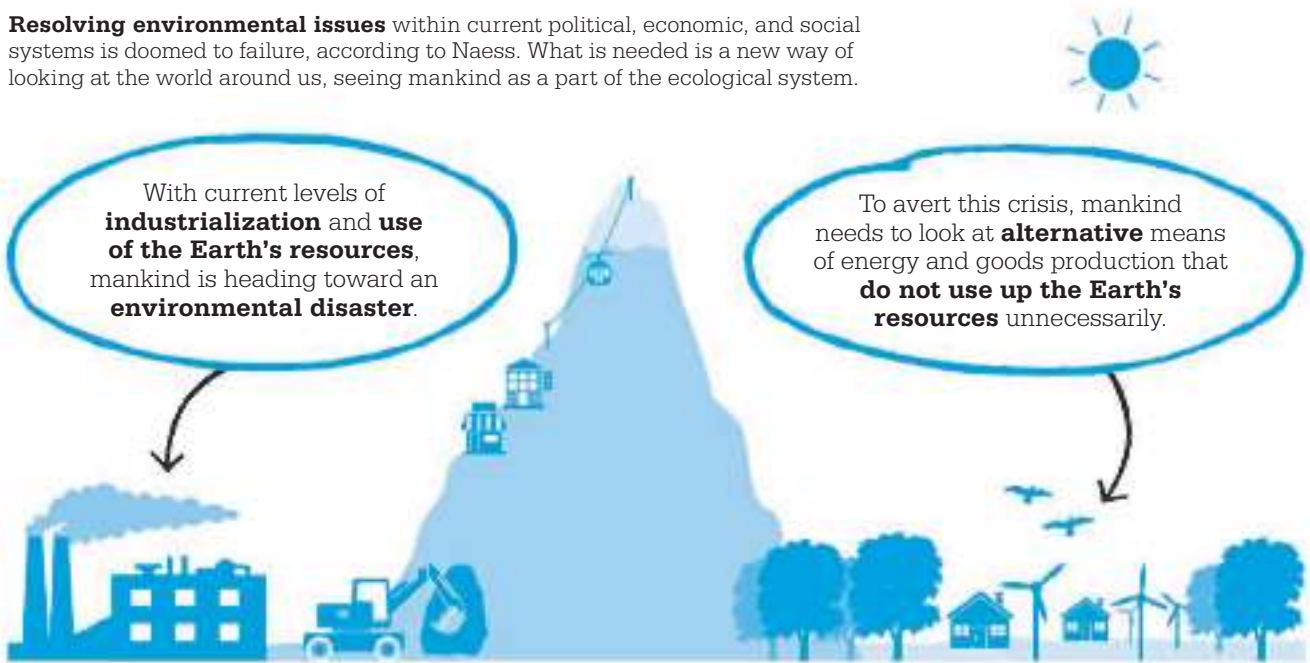 Resolving environmental issues within current political, economic, and social
systems is doomed to failure, according to Naess. What is needed is a new way of
looking at the world around us, seeing mankind as a part of the ecological system.
With current levels of
industrialization and use
of the Earth’s resources,
mankind is heading toward an
environmental disaster.
To avert this crisis, mankind
needs to look at alternative means
of energy and goods production that
do not use up the Earth’s
resources unnecessarily.